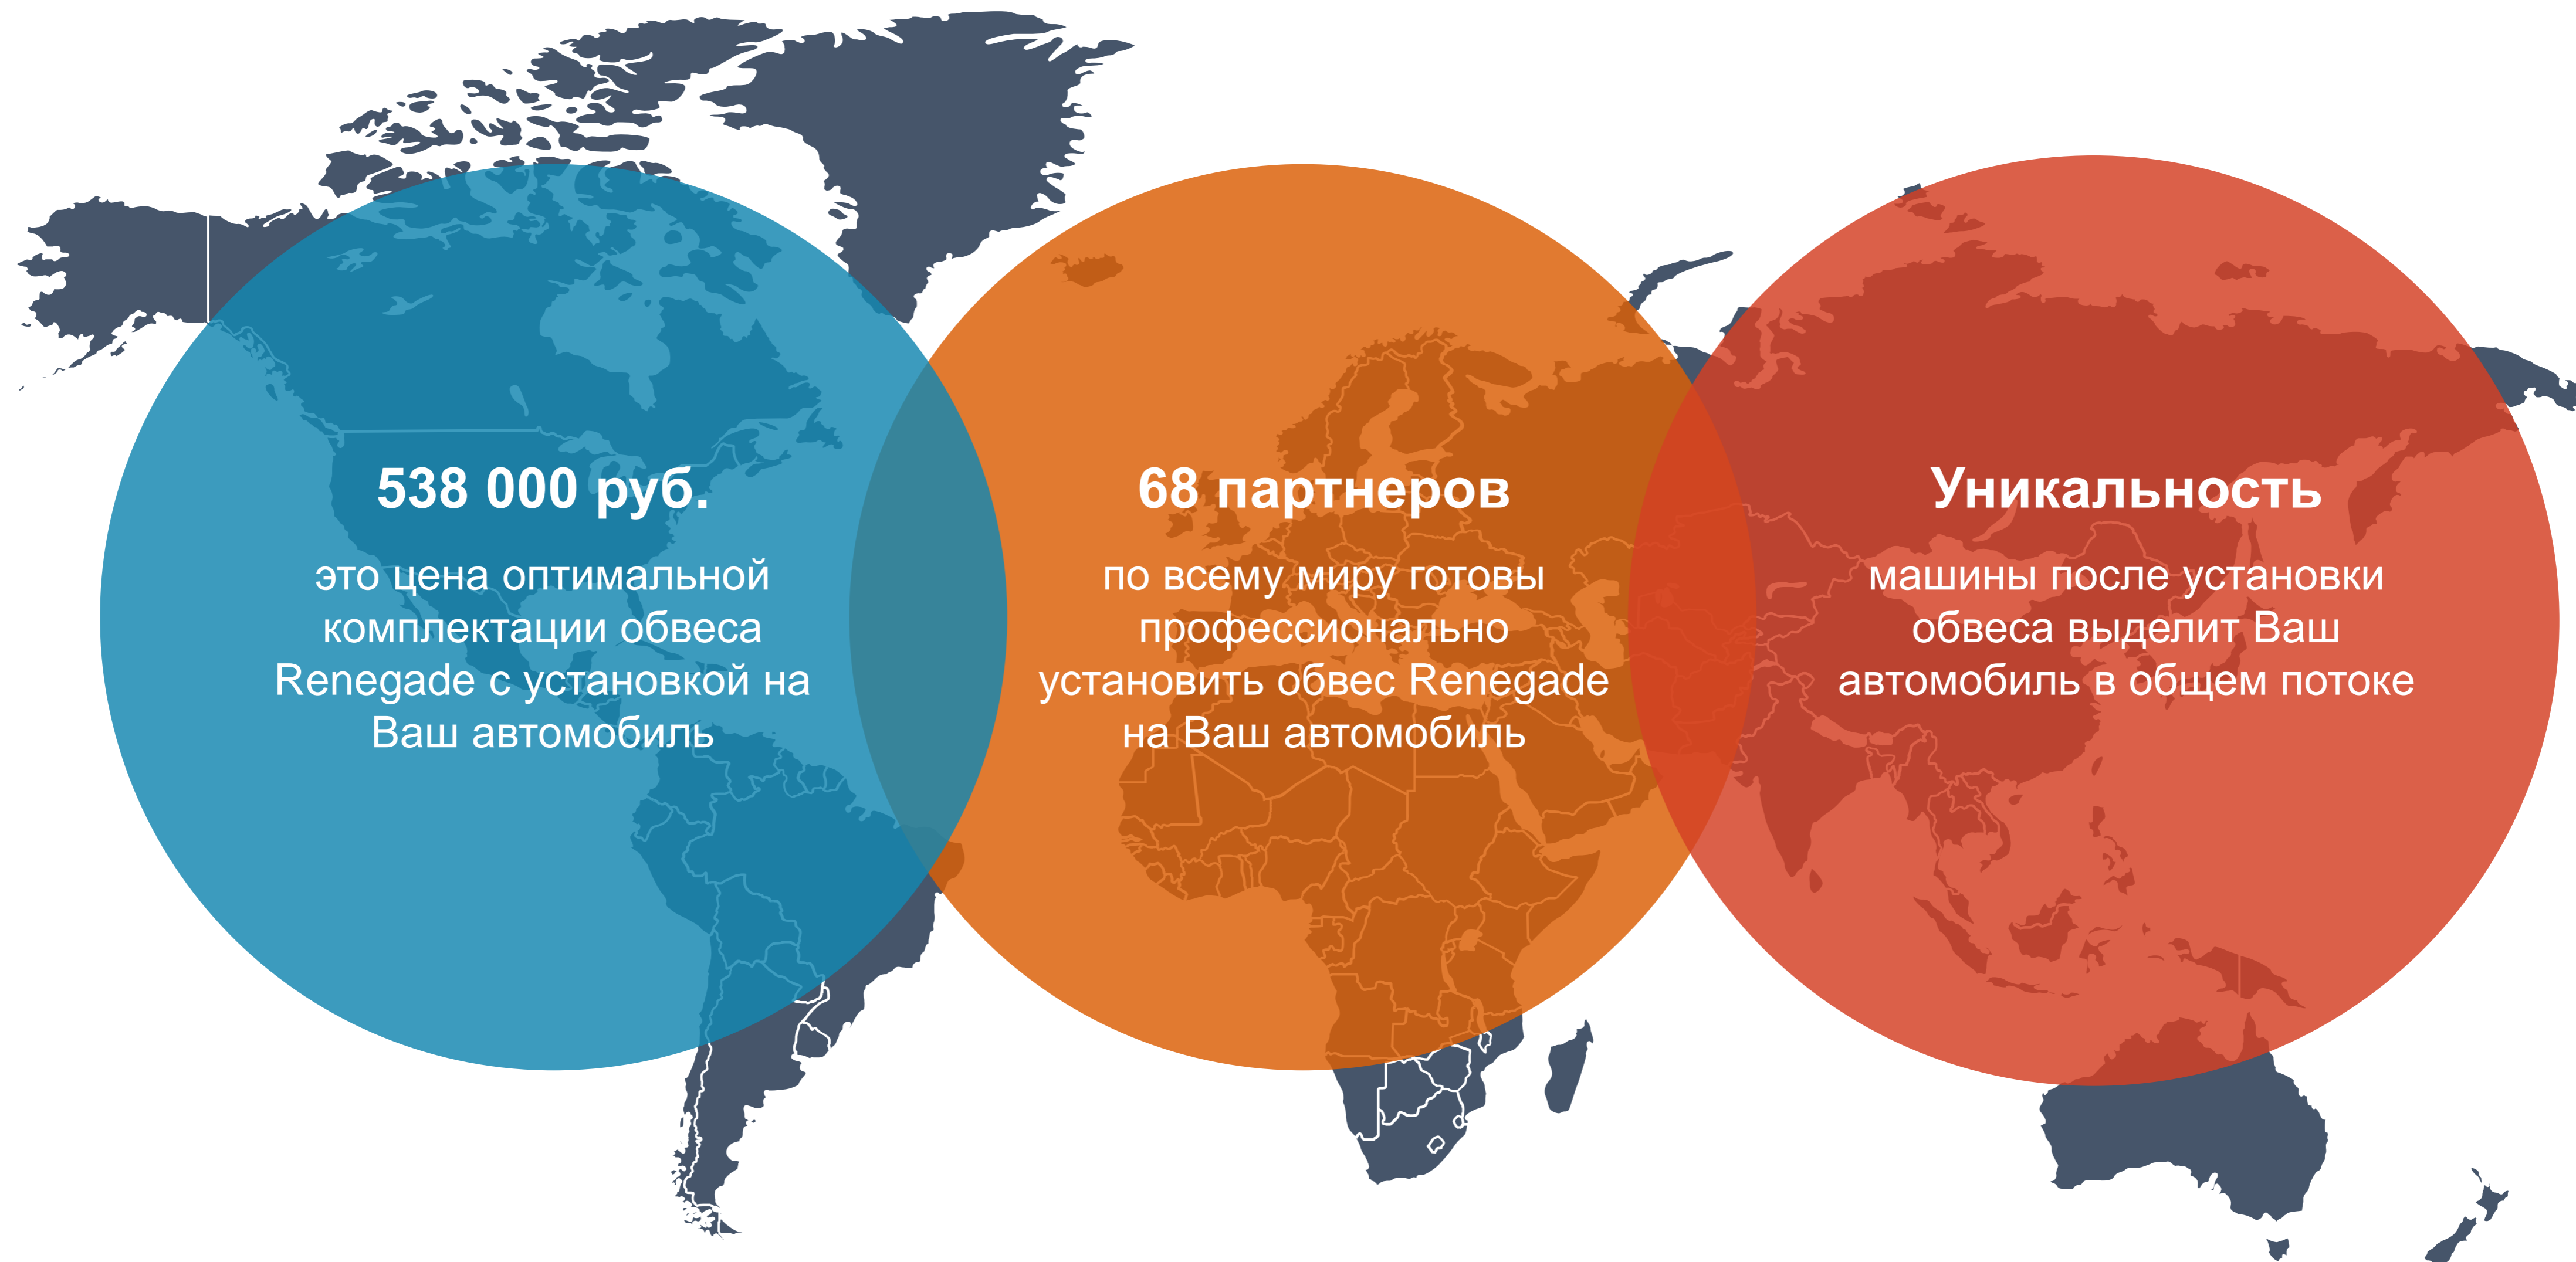 538 000 руб.
это цена оптимальной
комплектации обвеса
Renegade с установкой на
Ваш автомобиль
68 партнеров
по всему миру готовы
профессионально
установить обвес Renegade
на Ваш автомобиль
Уникальность
машины после установки
обвеса выделит Ваш
автомобиль в общем потоке